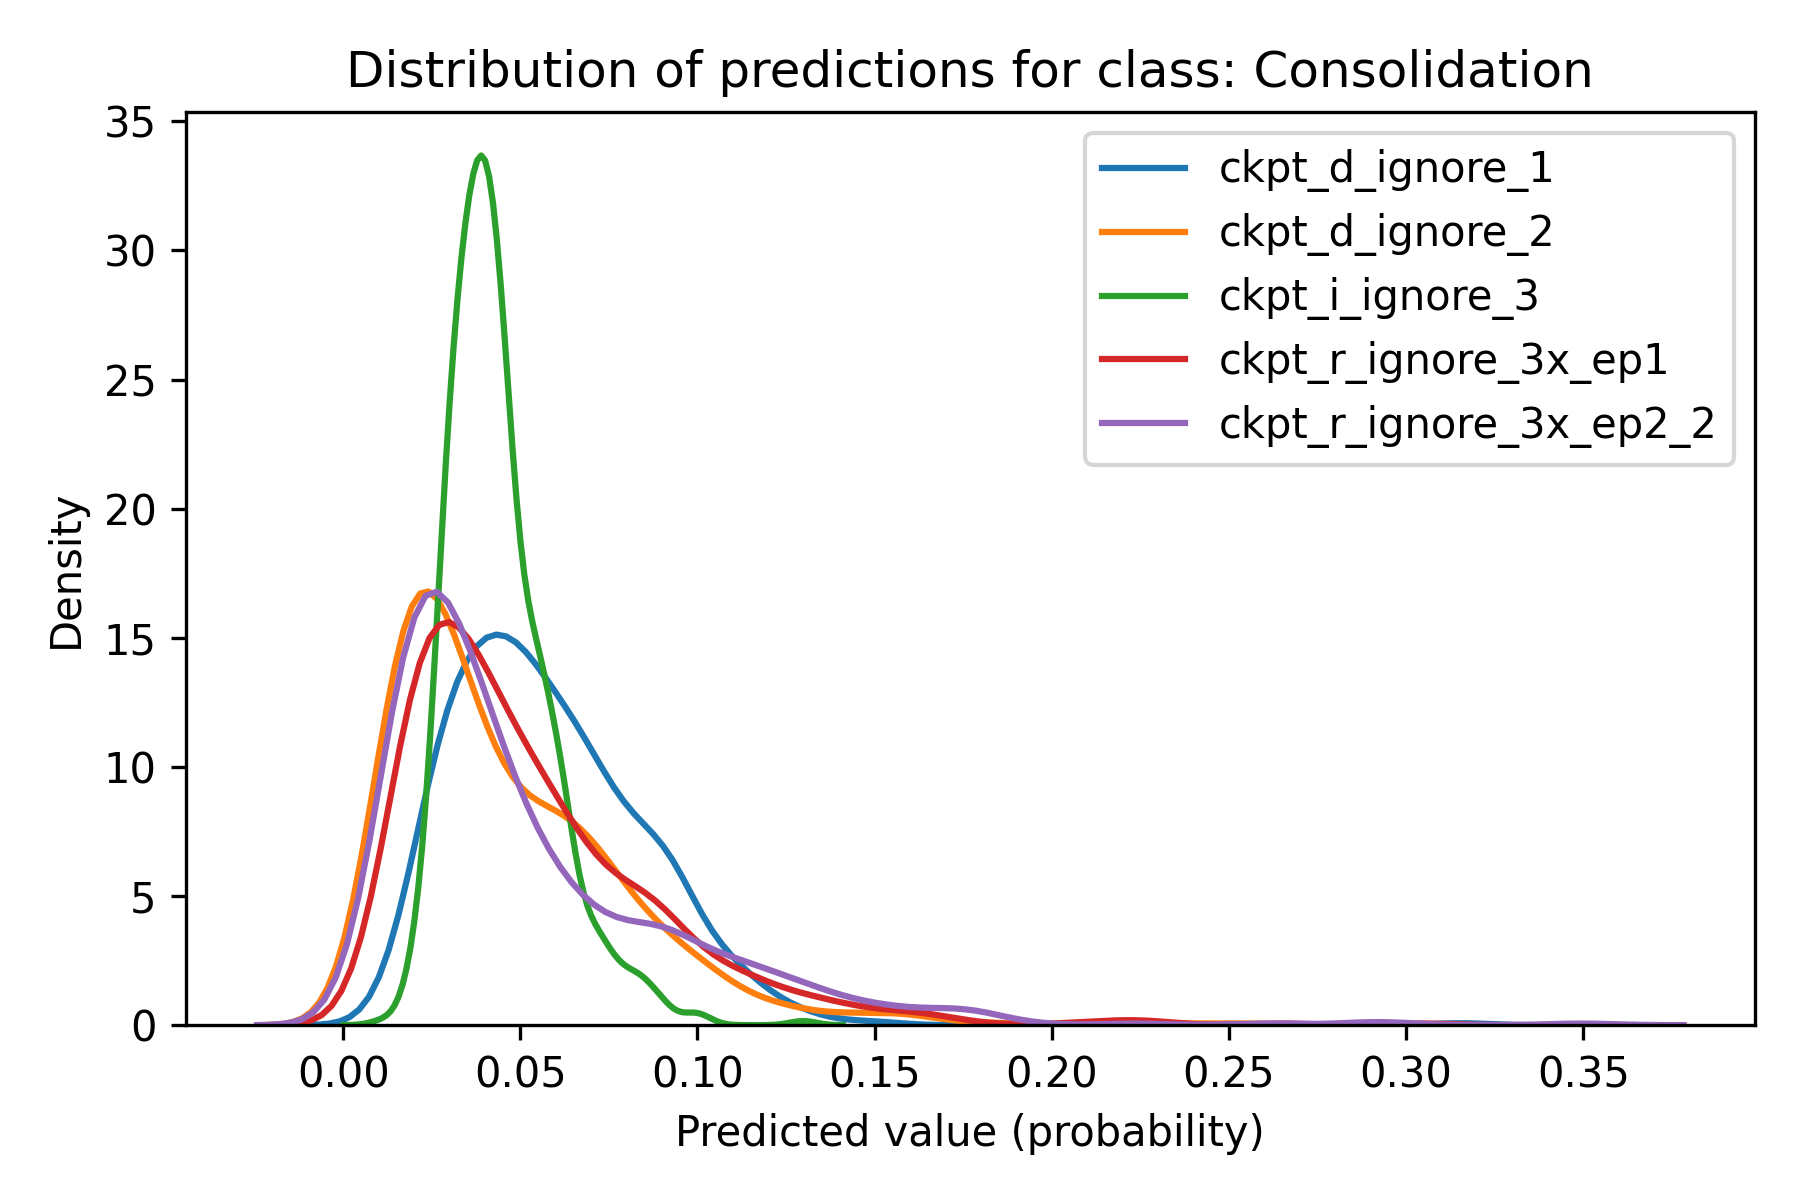 Distribution of predictions for class: Consolidation
35
30
25
20
15
10
5
0
Density
ckpt_d_ignore_1
ckpt_d_ignore_2
ckpt_i_ignore_3
ckpt_r_ignore_3x_ep1
ckpt_r_ignore_3x_ep2_2
0.00 0.05 0.10 0.15 0.20 0.25 0.30 0.35
Predicted value (probability)